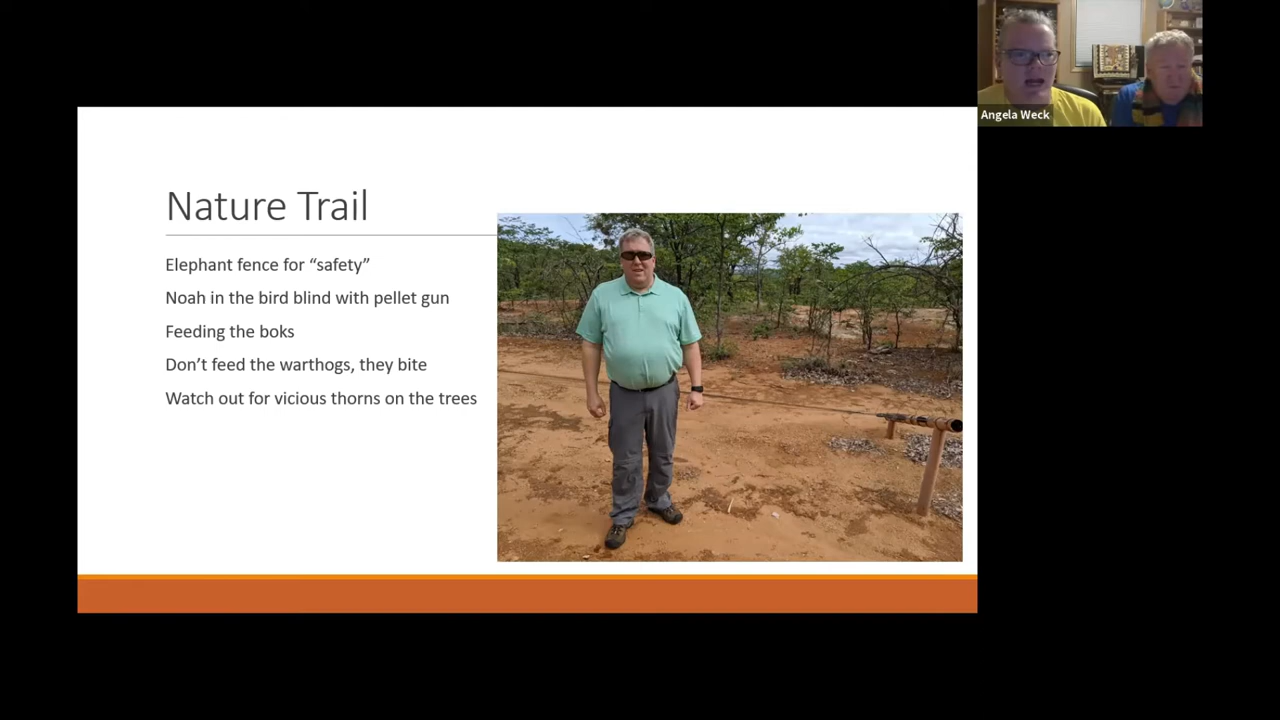 Angela Weck
Nature Trail
Elephant fence for “safety”
Noah in the bird blind with pellet gun
Feeding the boks
Don’t feed the warthogs, they bite
Watch out for vicious thorns on the trees